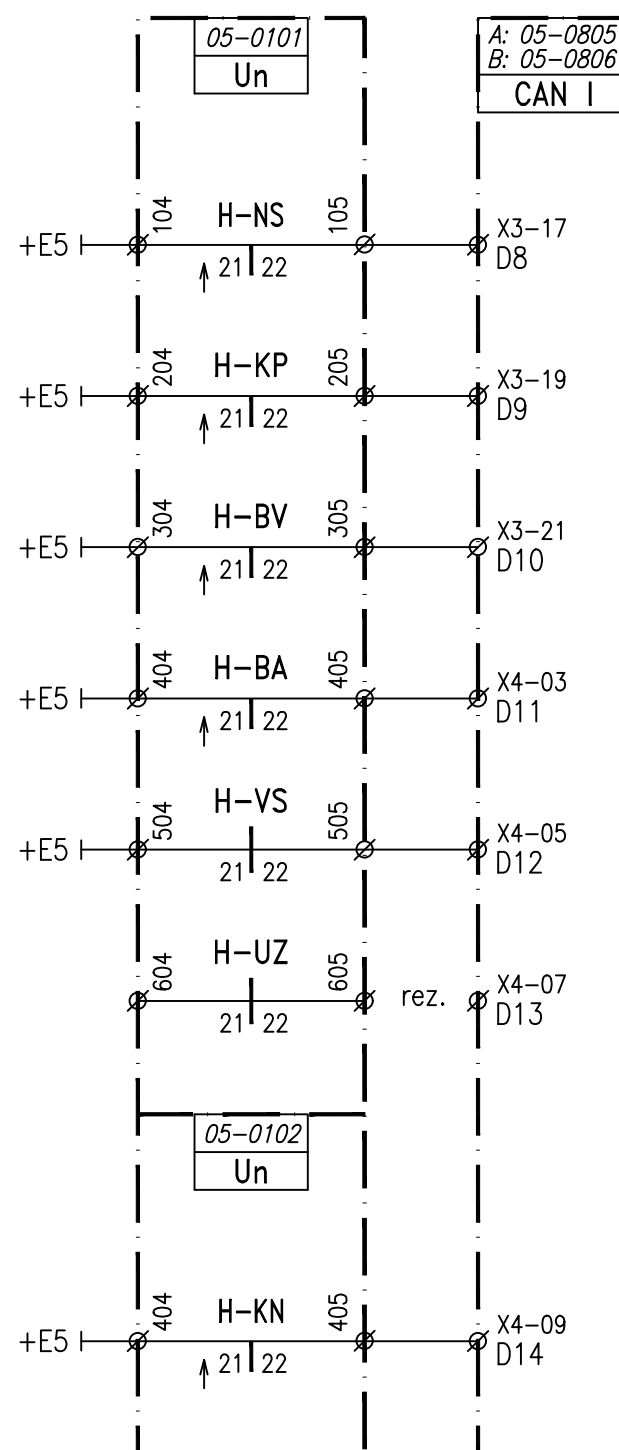 05-0101
Un
A: 05-0805
B: 05-0806
CAN I
+E5 104 H-NS 105 X3-17
21 22 D8
+E5 204 H-KP 205 X3-19
21 22 D9
+E5 304 H-BV 305 X3-21
21 22 D10
+E5 404 H-BA 405 X4-03
21 22 D11
+E5 504 H-VS 505 X4-05
21 22 D12
604 H-UZ 605 rez. X4-07
21 22 D13
05-0102
Un
+E5 404 H-KN 405 X4-09
21 22 D14